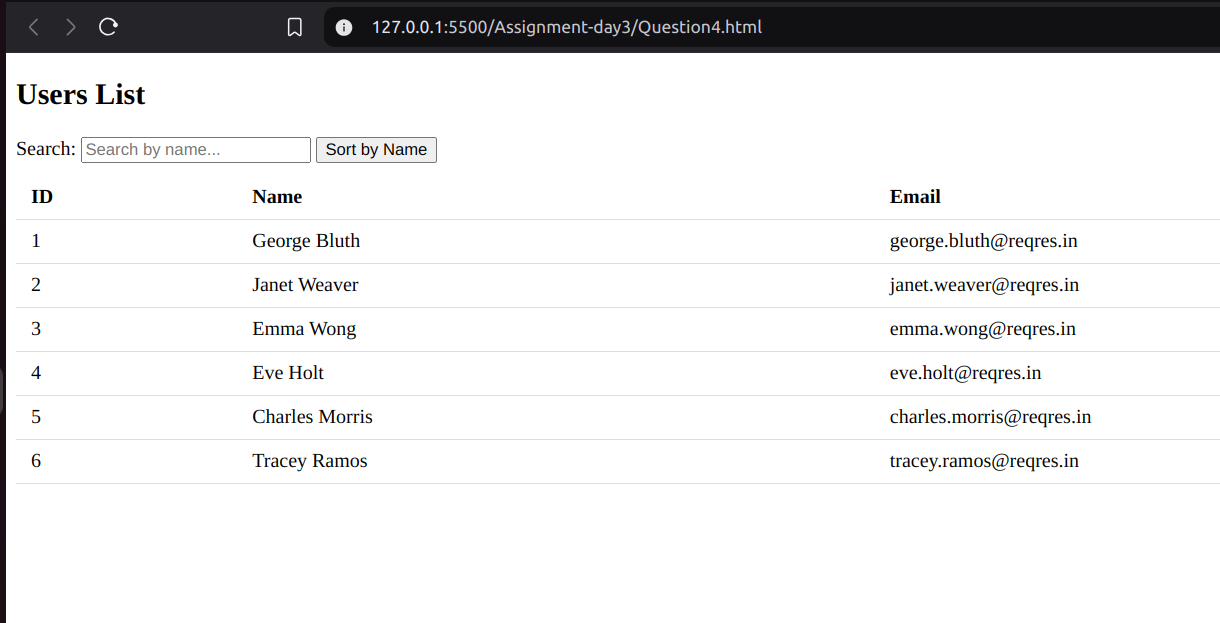 127.0.0.1:5500/Assignment-day3/Question4.html
Users List
Search: Search by name... Sort by Name
ID Name Email
1 George Bluth george.bluth@reqres.in
2 Janet Weaver janet.weaver@reqres.in
3 Emma Wong emma.wong@reqres.in
4 Eve Holt eve.holt@reqres.in
5 Charles Morris charles.morris@reqres.in
6 Tracey Ramos tracey.ramos@reqres.in